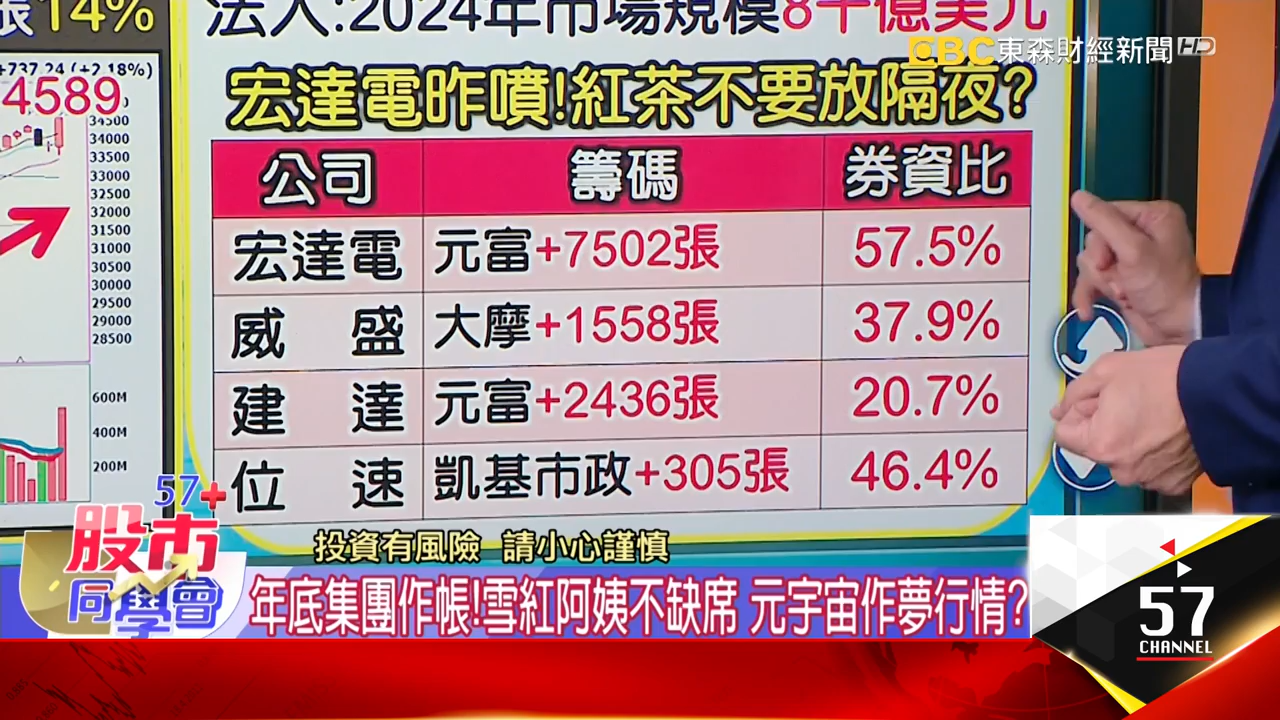 漲14%
+737.24 (+2.18%)
4589
34500
34000
33500
33000
32500
32000
31500
31000
30500
30000
29500
29000
28500
600M
400M
200M
法人:2024年市場規模8千億美元
EBC 東森財經新聞 HD
宏達電昨噴!紅茶不要放隔夜?
公司 籌碼 券資比
宏達電 元富+7502張 57.5%
威盛 大摩+1558張 37.9%
建達 元富+2436張 20.7%
位速 凱基市政+305張 46.4%
57+
股市
同學會
投資有風險 請小心謹慎
年底集團作帳!雪紅阿姨不缺席 元宇宙作夢行情?
57
CHANNEL